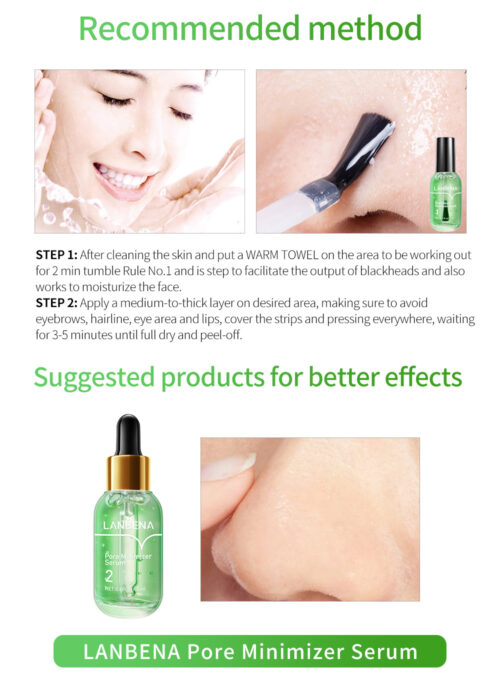 Recommended method
LANBENA
STEP 1: After cleaning the skin and put a WARM TOWEL on the area to be working out
for 2 min tumble Rule No.1 and is step to facilitate the output of blackheads and also
works to moisturize the face.
STEP 2: Apply a medium-to-thick layer on desired area, making sure to avoid
eyebrows, hairline, eye area and lips, cover the strips and pressing everywhere, waiting
for 3-5 minutes until full dry and peel-off.
Suggested products for better effects
LANBENA
Pore Minimizer
Serum
2
LANBENA Pore Minimizer Serum